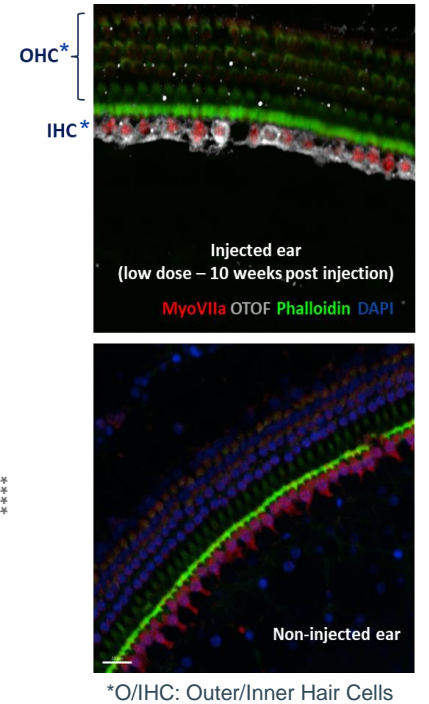 OHC*
IHC*
Injected ear
(low dose – 10 weeks post injection)
MyoVIIa OTOF Phalloidin DAPI
****
Non-injected ear
*O/IHC: Outer/Inner Hair Cells